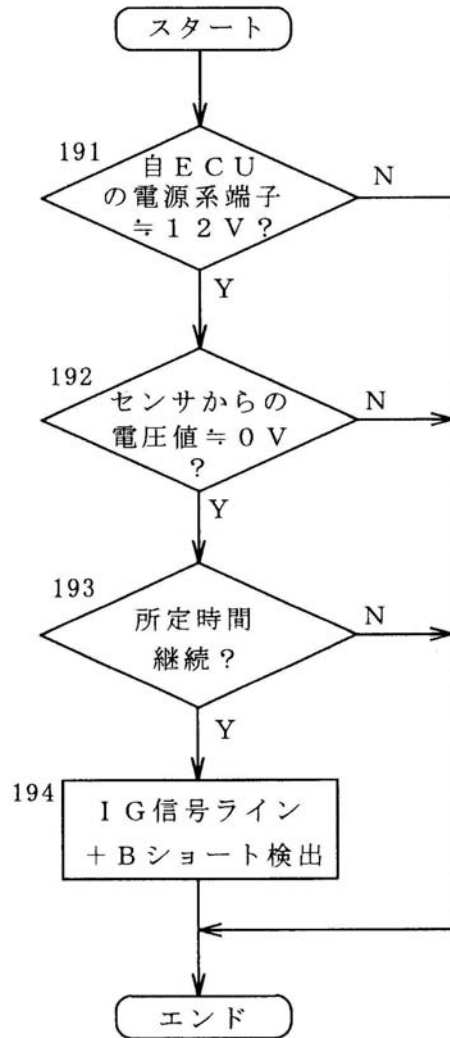 スタート
191
自ECU
の電源系端子
≒12V?
N
Y
192
センサからの
電圧値≒0V
?
N
Y
193
所定時間
継続?
N
Y
194
IG信号ライン
+Bショート検出
エンド